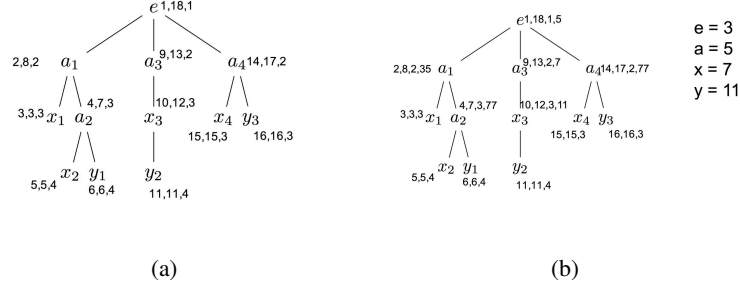 e 1,18,1
2,8,2 a1 a3 9,13,2 a4 14,17,2
3,3,3 x1 a2 4,7,3 x3 10,12,3 x4 y3
15,15,3 16,16,3
x2 y1 y2
5,5,4 6,6,4 11,11,4
(a)
e 1,18,1,5
2,8,2,35 a1 a3 9,13,2,7 a4 14,17,2,77
3,3,3 x1 a2 4,7,3,77 x3 10,12,3,11 x4 y3
15,15,3 16,16,3
x2 y1 y2
5,5,4 6,6,4 11,11,4
(b)
e = 3
a = 5
x = 7
y = 11